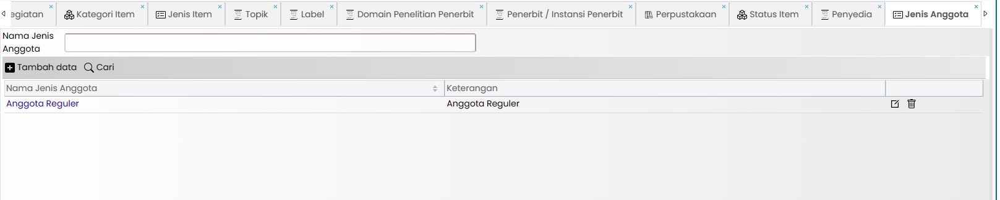 egiatan Kategori Item Jenis Item Topik Label Domain Penelitian Penerbit Penerbit / Instansi Penerbit Perpustakaan Status Item Penyedia Jenis Anggota
Nama Jenis
Anggota
Tambah data Cari
Nama Jenis Anggota Keterangan
Anggota Reguler Anggota Reguler